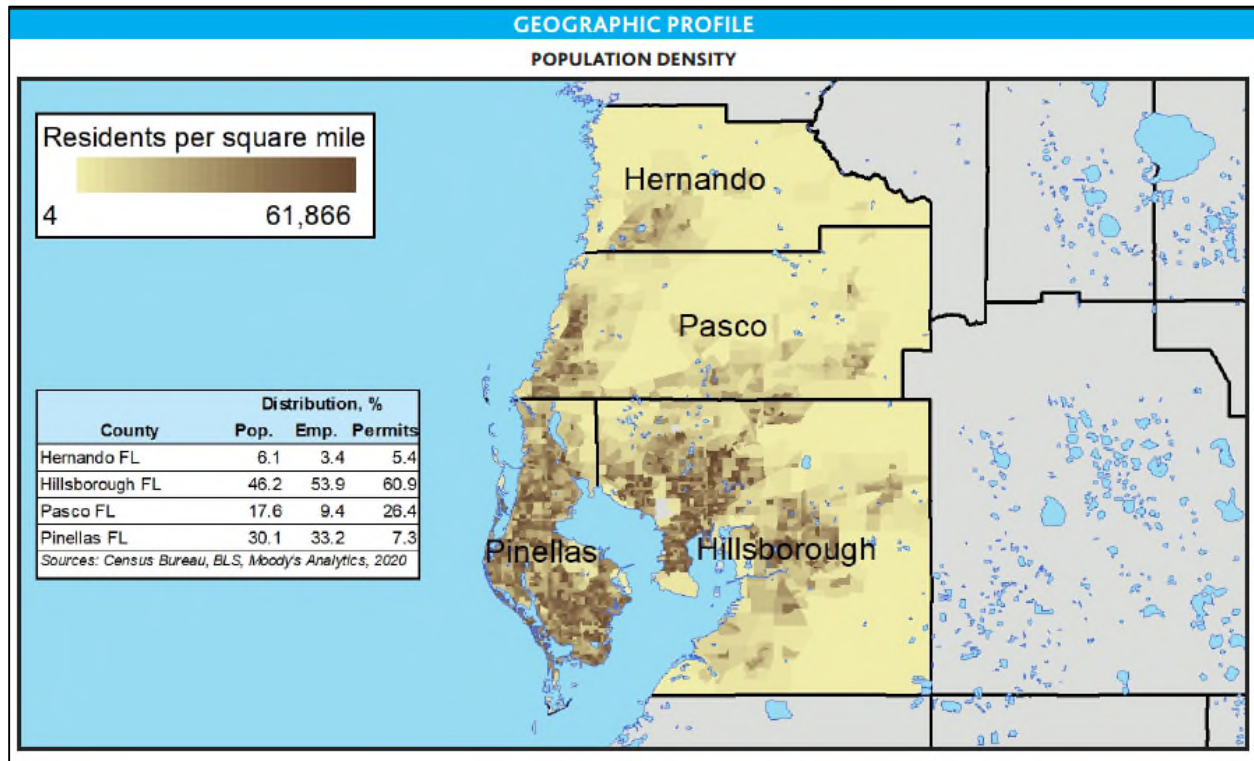 GEOGRAPHIC PROFILE
POPULATION DENSITY
Residents per square mile
4 61,866
Hernando
Pasco
Pinellas
Hillsborough
Distribution, %
County Pop. Emp. Permits
Hernando FL 6.1 3.4 5.4
Hillsborough FL 46.2 53.9 60.9
Pasco FL 17.6 9.4 26.4
Pinellas FL 30.1 33.2 7.3
Sources: Census Bureau, BLS, Moody's Analytics, 2020